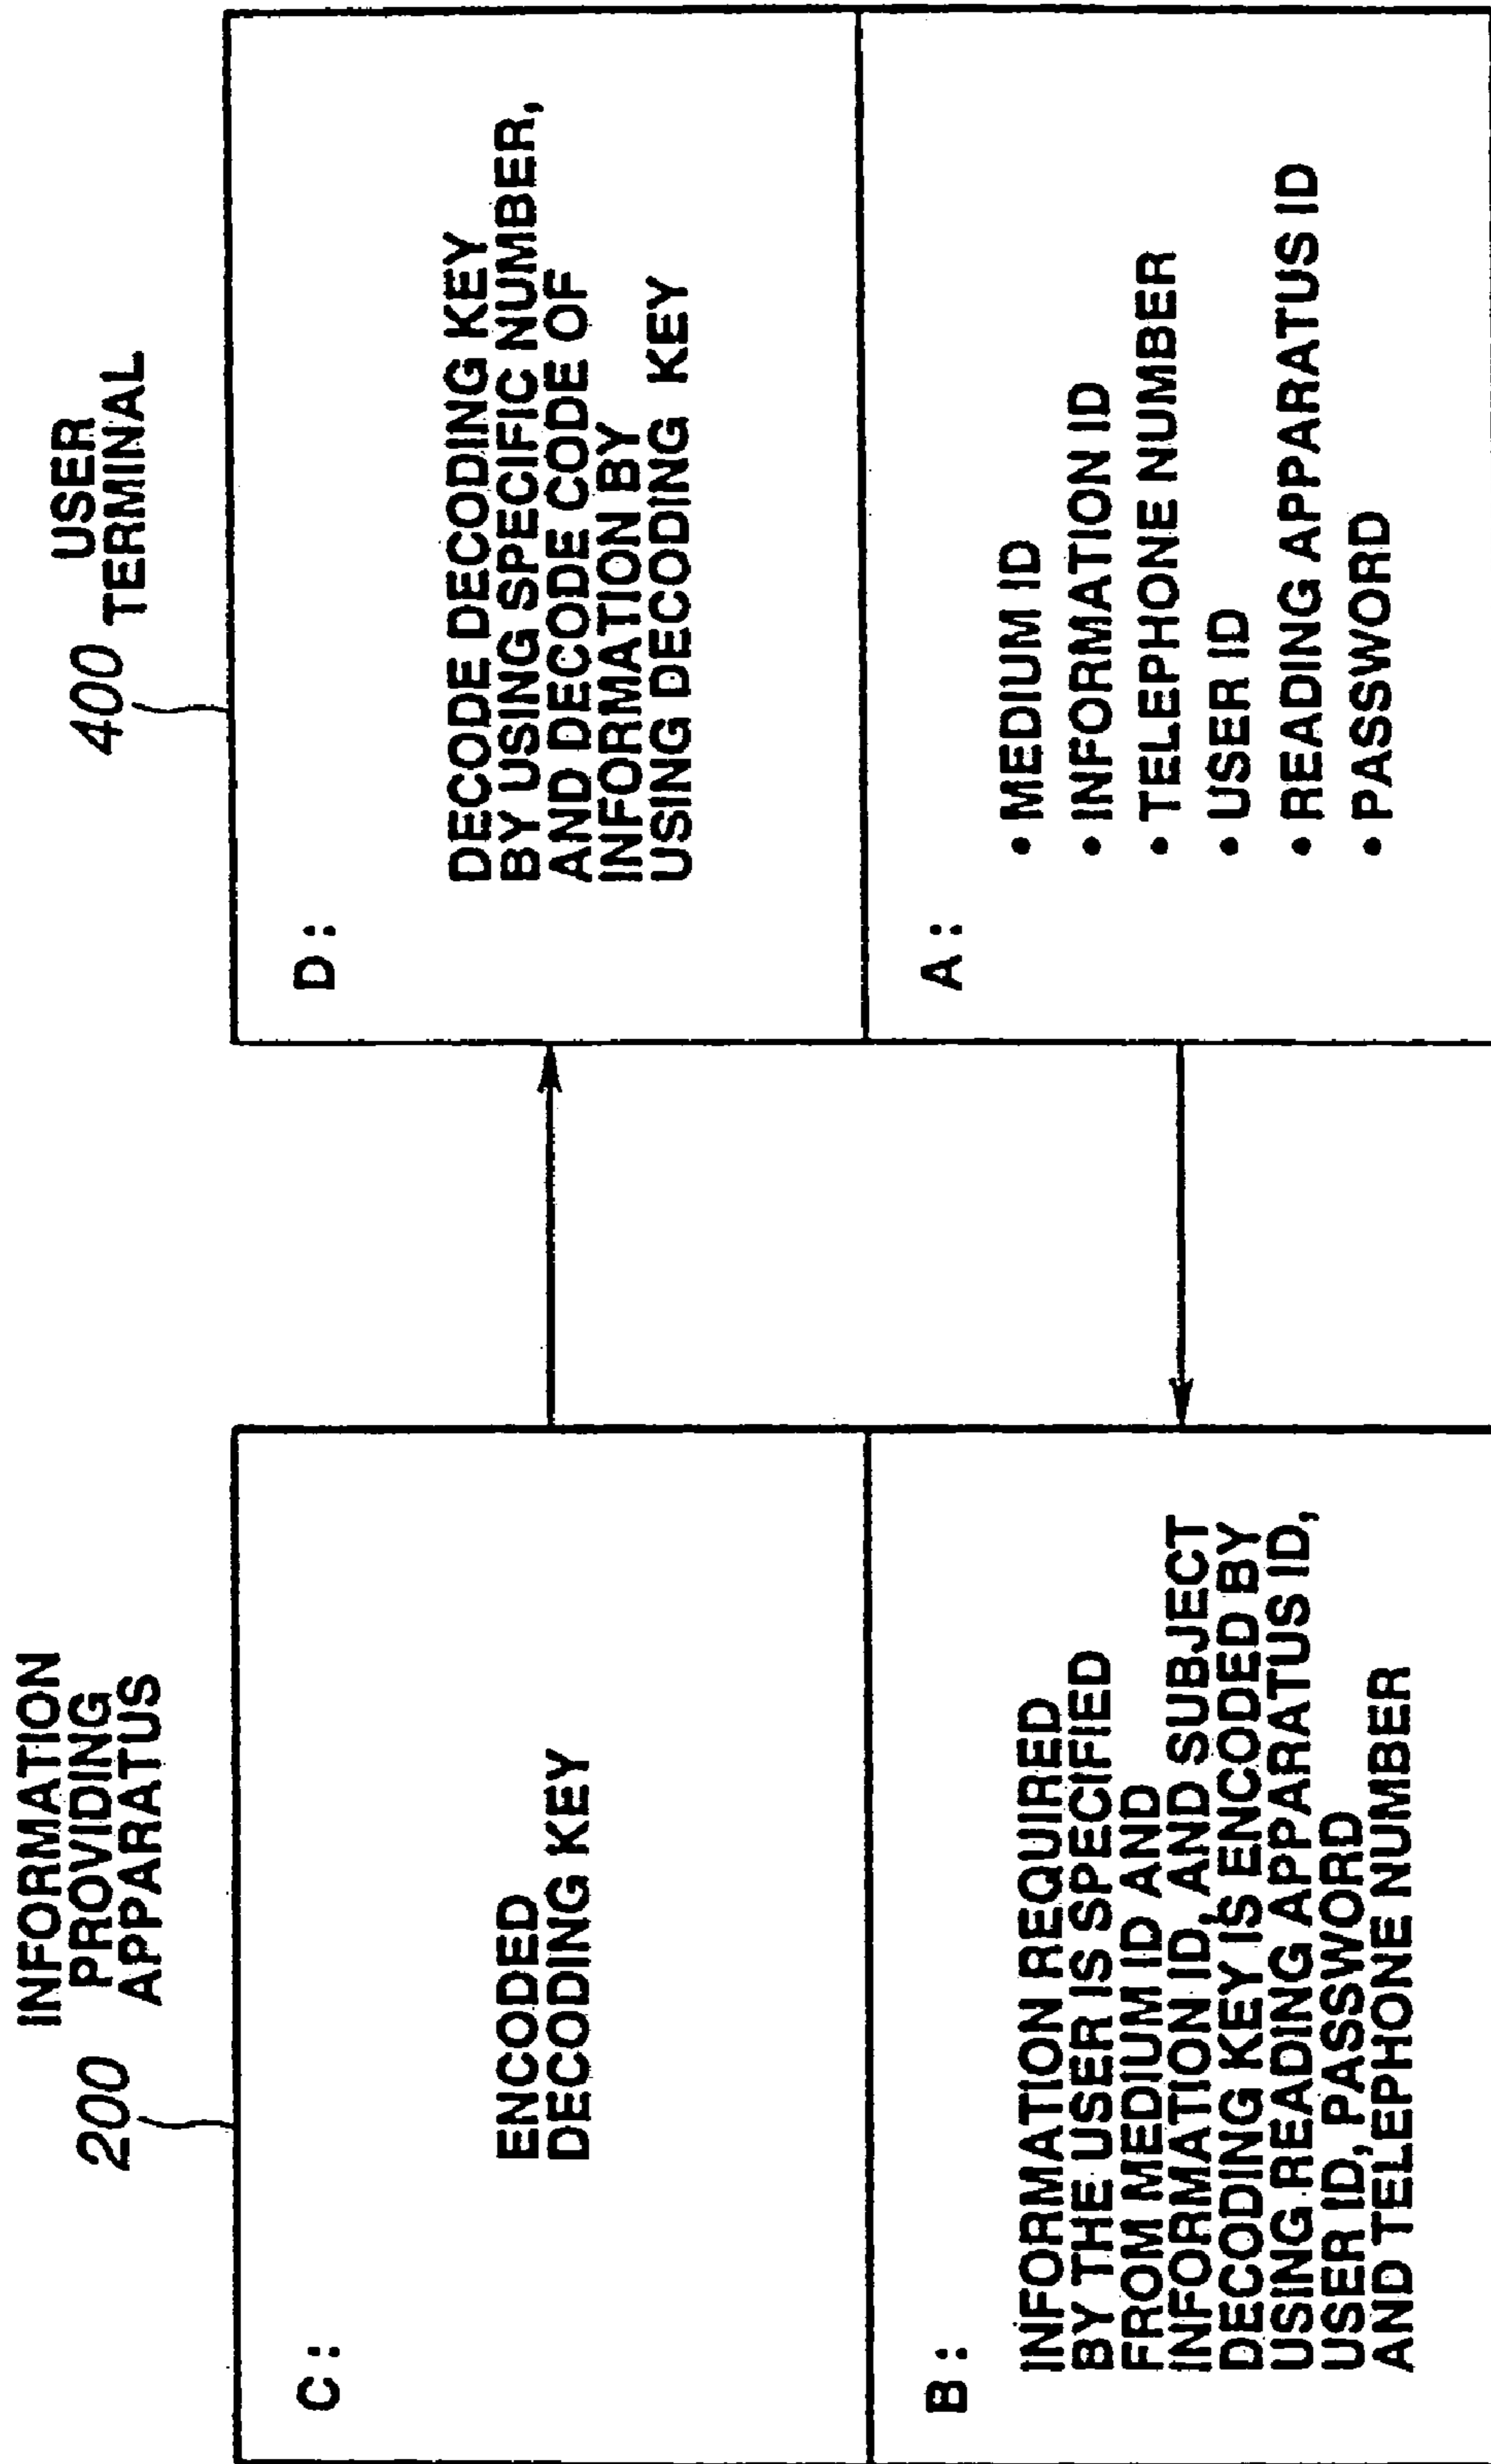 INFORMATION
PROVIDING
APPARATUS
200
C:
ENCODED
DECODING KEY
B:
INFORMATION REQUIRED
BY THE USER IS SPECIFIED
FROM MEDIUM ID AND
INFORMATION ID, AND SUBJECT
DECODING KEY IS ENCODED BY
USING READING APPARATUS ID,
USER ID, PASSWORD
AND TELEPHONE NUMBER
USER
TERMINAL
400
D:
DECODE DECODING KEY
BY USING SPECIFIC NUMBER,
AND DECODE CODE OF
INFORMATION BY
USING DECODING KEY
A:
• MEDIUM ID
• INFORMATION ID
• TELEPHONE NUMBER
• USER ID
• READING APPARATUS ID
• PASSWORD